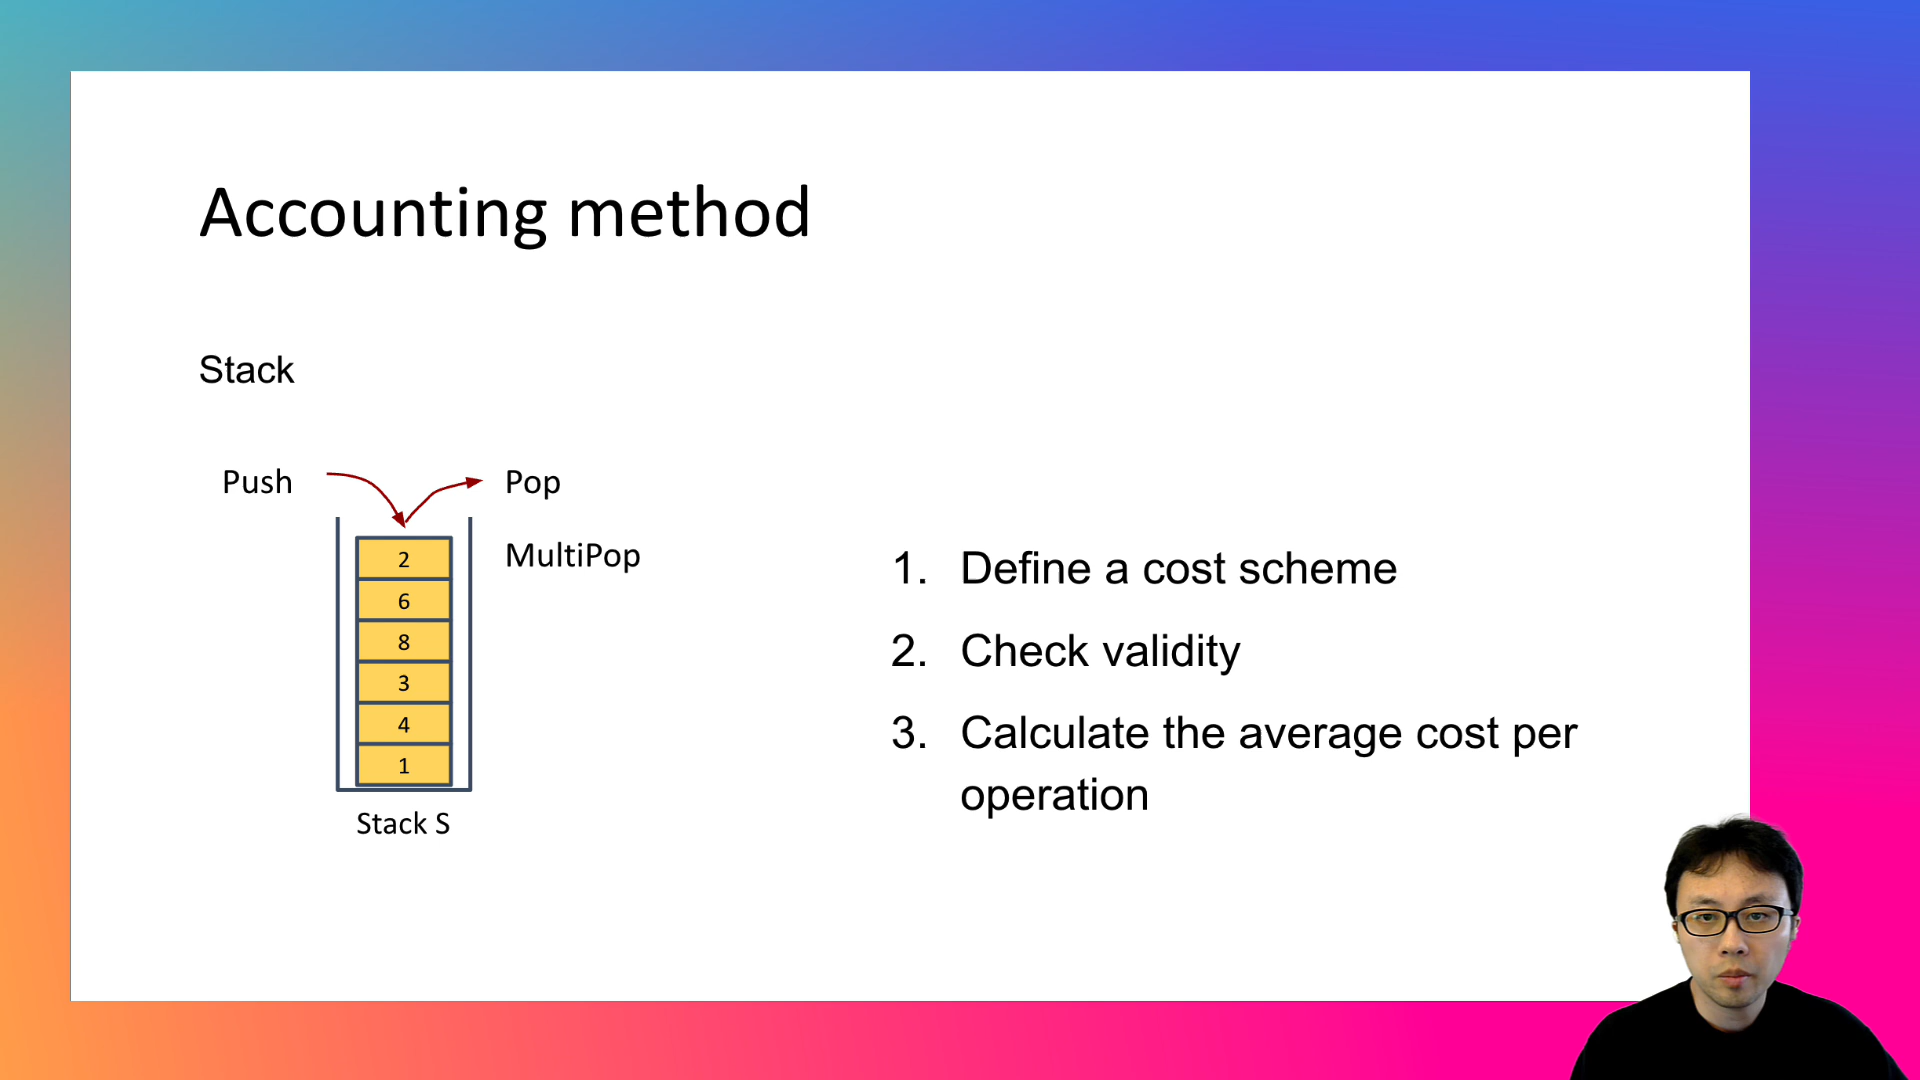 Accounting method
Stack
Push
Pop
MultiPop
2
6
8
3
4
1
Stack S
1. Define a cost scheme
2. Check validity
3. Calculate the average cost per
operation